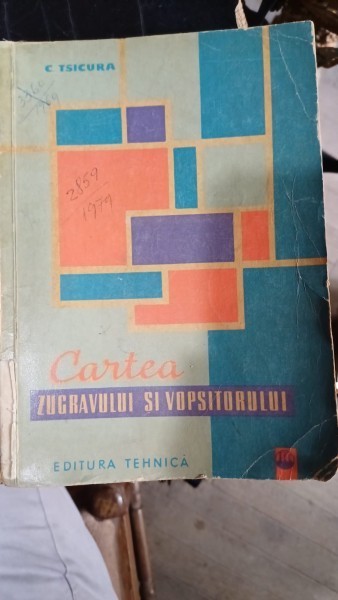 C. TSICURA
2859
1979
Cartea
ZUGRAVULUI ȘI VOPSITORULUI
EDITURA TEHNICĂ